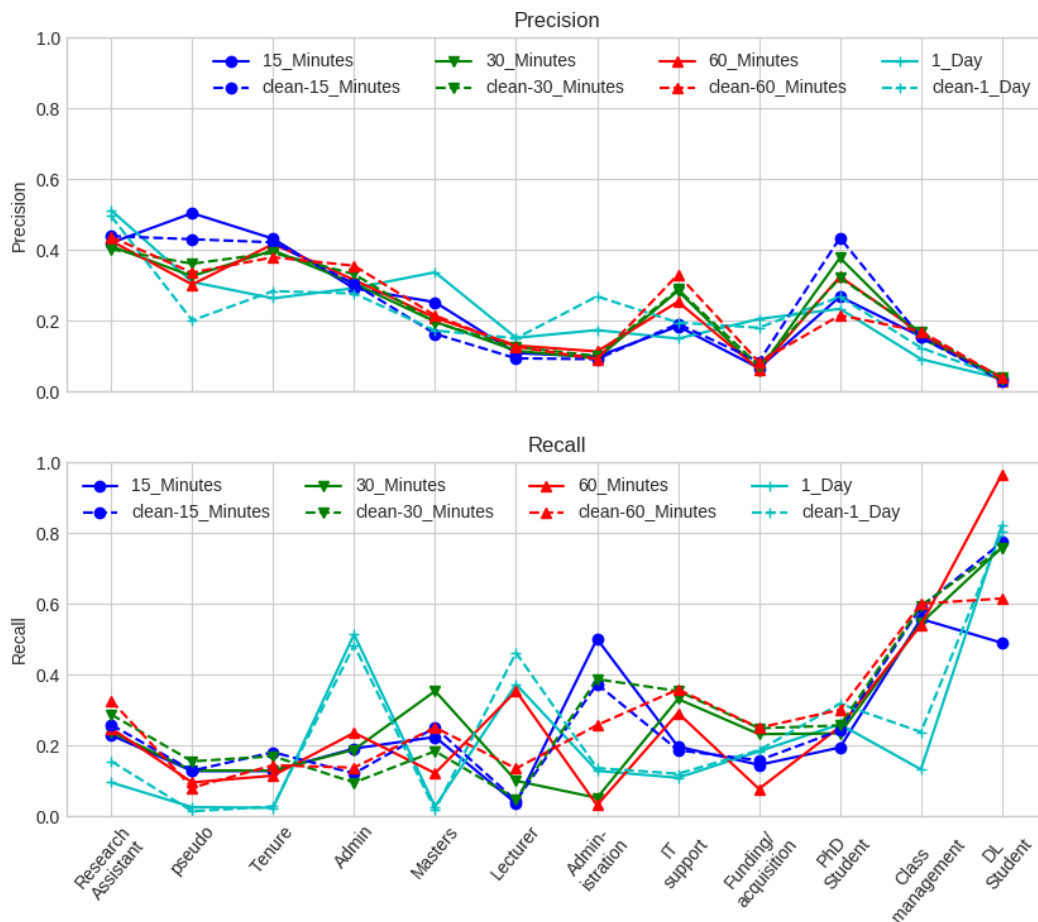 Precision
1.0
15_Minutes 30_Minutes 60_Minutes 1_Day
clean-15_Minutes clean-30_Minutes clean-60_Minutes clean-1_Day
0.8
0.6
0.4
0.2
0.0
Precision
Recall
1.0
15_Minutes 30_Minutes 60_Minutes 1_Day
clean-15_Minutes clean-30_Minutes clean-60_Minutes clean-1_Day
0.8
0.6
0.4
0.2
0.0
Recall
Research
Assistant
pseudo
Tenure
Admin
Masters
Lecturer
Admin-
istration
IT
support
Funding/
acquisition
PhD
Student
Class
management
DL
Student